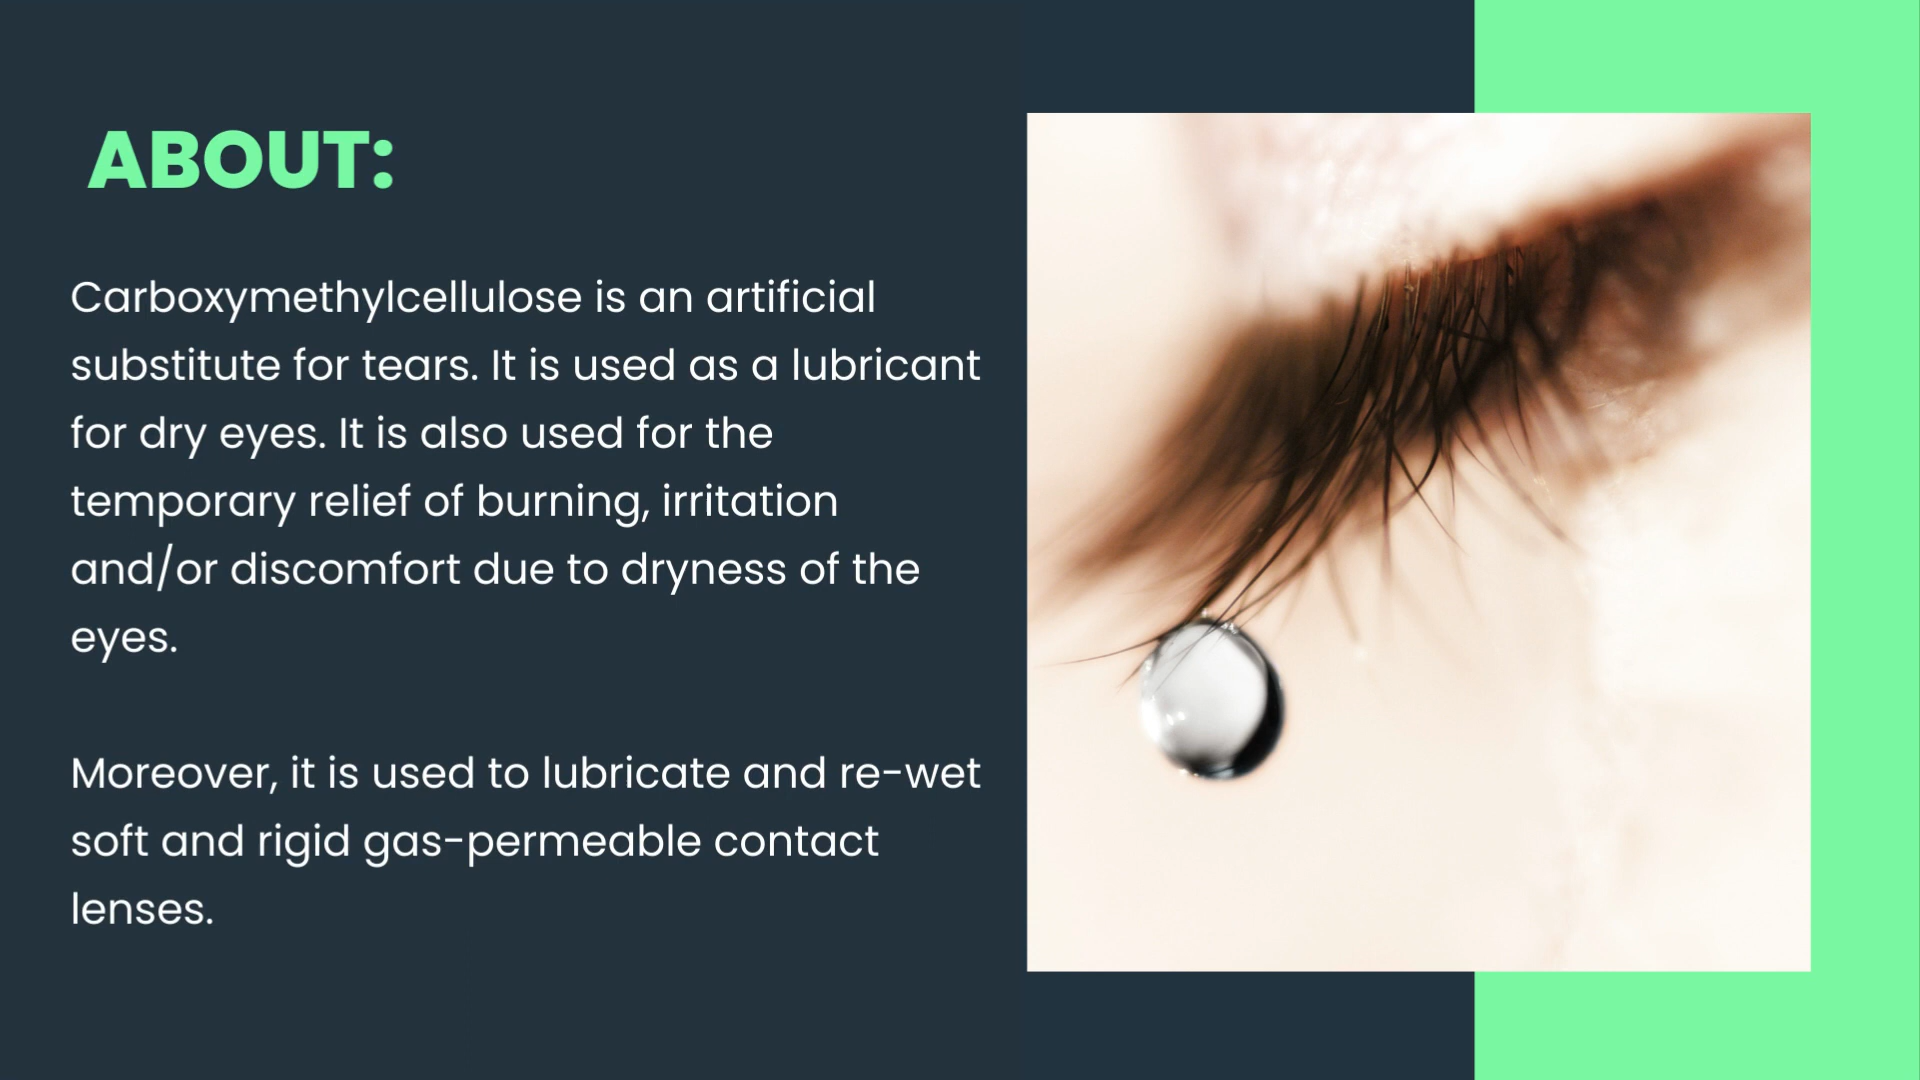 ABOUT:
Carboxymethylcellulose is an artificial
substitute for tears. It is used as a lubricant
for dry eyes. It is also used for the
temporary relief of burning, irritation
and/or discomfort due to dryness of the
eyes.
Moreover, it is used to lubricate and re-wet
soft and rigid gas-permeable contact
lenses.